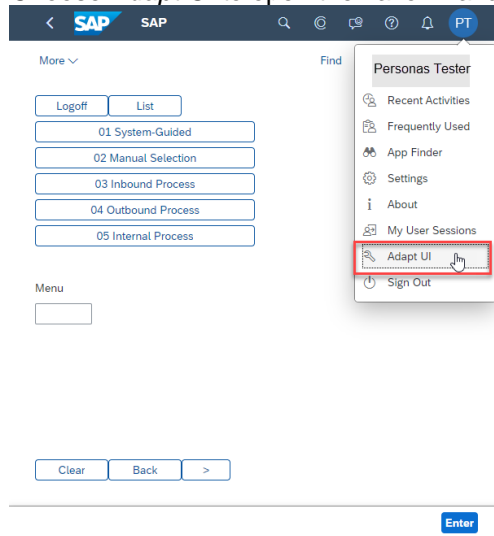 SAP SAP PT
More Find
Personas Tester
Recent Activities
Frequently Used
App Finder
Settings
i About
My User Sessions
Adapt UI
Sign Out
Logoff List
01 System-Guided
02 Manual Selection
03 Inbound Process
04 Outbound Process
05 Internal Process
Menu
Clear Back >
Enter